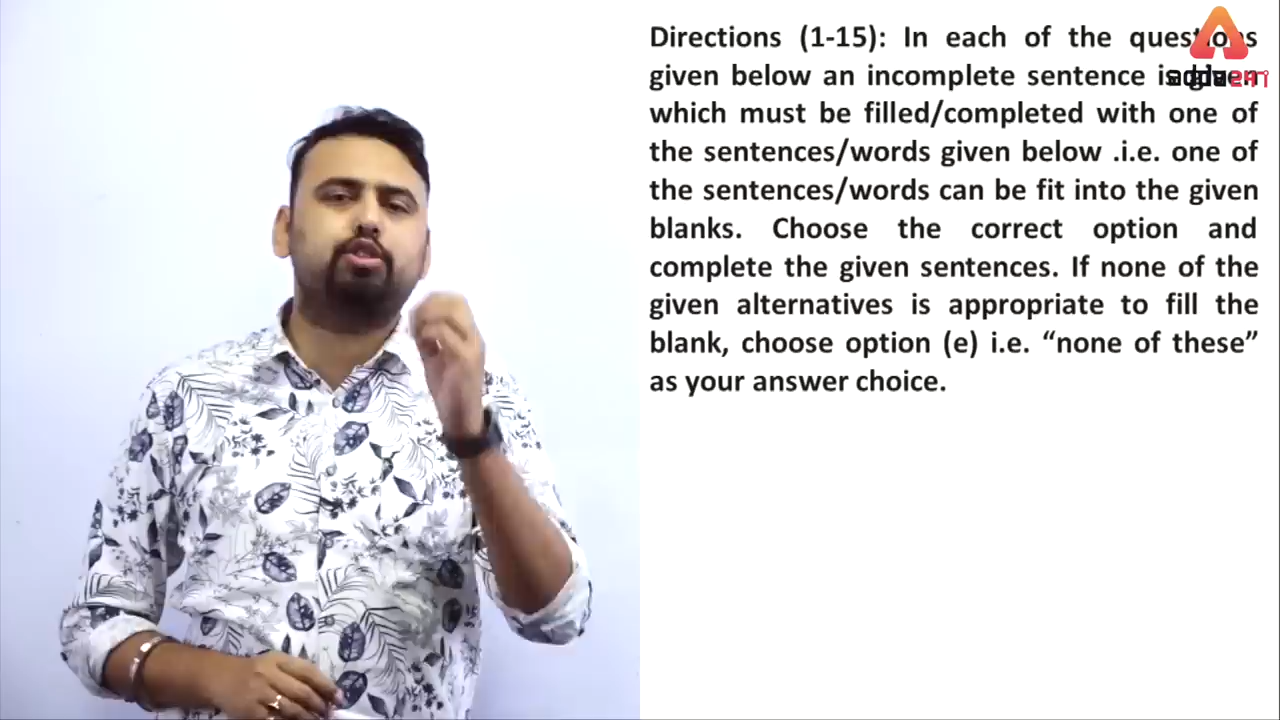 Directions (1-15): In each of the questions
given below an incomplete sentence is given
which must be filled/completed with one of
the sentences/words given below .i.e. one of
the sentences/words can be fit into the given
blanks. Choose the correct option and
complete the given sentences. If none of the
given alternatives is appropriate to fill the
blank, choose option (e) i.e. “none of these”
as your answer choice.